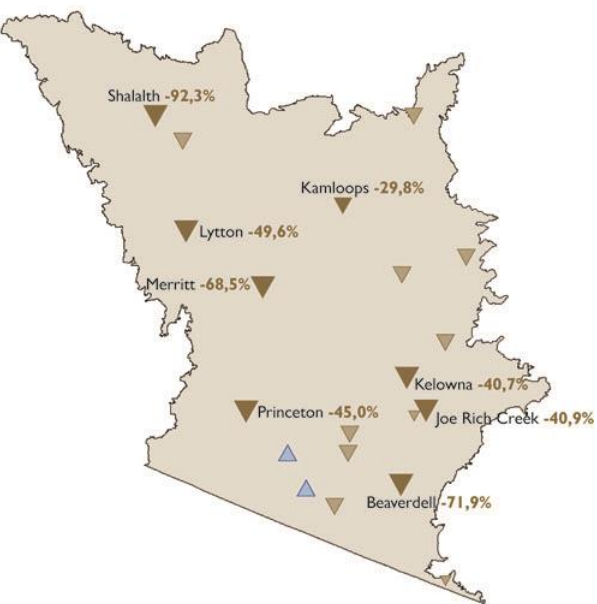 Shalalth -92,3%
Kamloops -29,8%
Lytton -49,6%
Merritt -68,5%
Kelowna -40,7%
Princeton -45,0%
Joe Rich Creek -40,9%
Beaverdell -71,9%